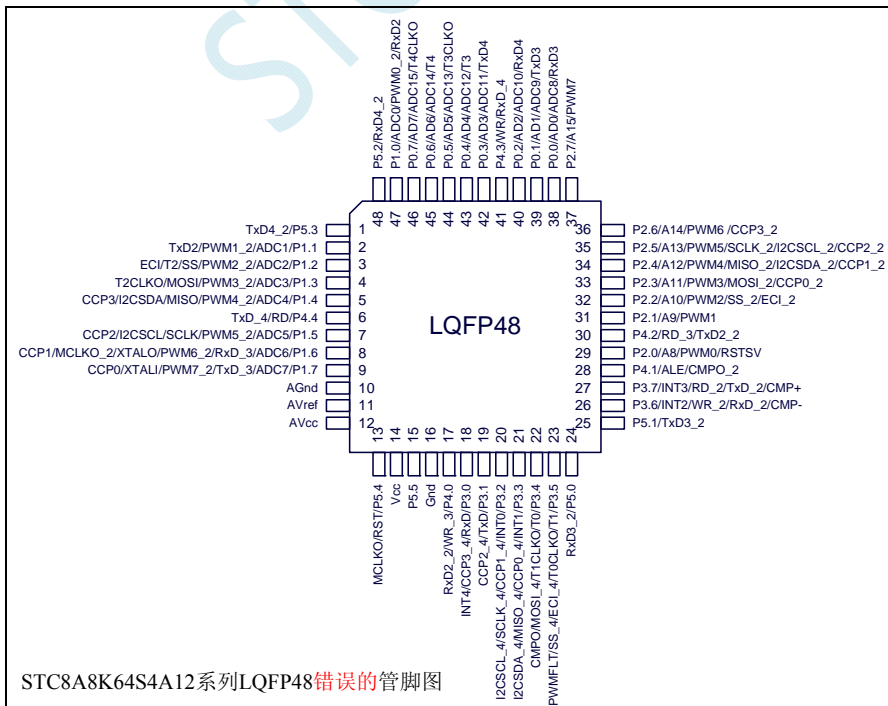 STC
P5.2/RxD4_2
P1.0/ADC0/PWM0_2/RxD2
P0.7/AD7/ADC15/T4CLKO
P0.6/AD6/ADC14/T4
P0.5/AD5/ADC13/T3CLKO
P0.4/AD4/ADC12/T3
P0.3/AD3/ADC11/TxD4
P4.3/WR/RxD_4
P0.2/AD2/ADC10/RxD4
P0.1/AD1/ADC9/TxD3
P0.0/AD0/ADC8/RxD3
P2.7/A15/PWM7
48 47 46 45 44 43 42 41 40 39 38 37
TxD4_2/P5.3 1
TxD2/PWM1_2/ADC1/P1.1 2
ECI/T2/SS/PWM2_2/ADC2/P1.2 3
T2CLKO/MOSI/PWM3_2/ADC3/P1.3 4
CCP3/I2CSDA/MISO/PWM4_2/ADC4/P1.4 5
TxD_4/RD/P4.4 6
CCP2/I2CSCL/SCLK/PWM5_2/ADC5/P1.5 7
CCP1/MCLKO_2/XTALO/PWM6_2/RxD_3/ADC6/P1.6 8
CCP0/XTALI/PWM7_2/TxD_3/ADC7/P1.7 9
AGnd 10
AVref 11
AVcc 12
LQFP48
36 P2.6/A14/PWM6 /CCP3_2
35 P2.5/A13/PWM5/SCLK_2/I2CSCL_2/CCP2_2
34 P2.4/A12/PWM4/MISO_2/I2CSDA_2/CCP1_2
33 P2.3/A11/PWM3/MOSI_2/CCP0_2
32 P2.2/A10/PWM2/SS_2/ECI_2
31 P2.1/A9/PWM1
30 P4.2/RD_3/TxD2_2
29 P2.0/A8/PWM0/RSTSV
28 P4.1/ALE/CMPO_2
27 P3.7/INT3/RD_2/TxD_2/CMP+
26 P3.6/INT2/WR_2/RxD_2/CMP-
25 P5.1/TxD3_2
13 14 15 16 17 18 19 20 21 22 23 24
MCLKO/RST/P5.4
Vcc
P5.5
Gnd
RxD2_2/WR_3/P4.0
INT4/CCP3_4/RxD/P3.0
CCP2_4/TxD/P3.1
I2CSCL_4/SCLK_4/CCP1_4/INT0/P3.2
I2CSDA_4/MISO_4/CCP0_4/INT1/P3.3
CMPO/MOSI_4/T1CLKO/T0/P3.4
PWMFLT/SS_4/ECI_4/T0CLKO/T1/P3.5
RxD3_2/P5.0
STC8A8K64S4A12系列LQFP48错误的管脚图